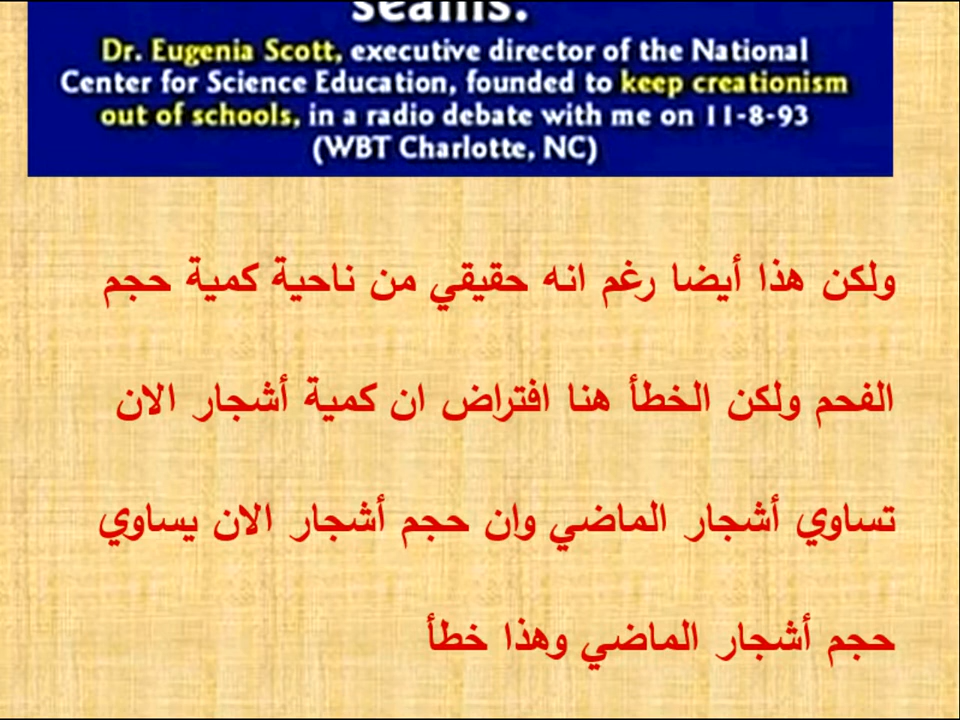 seams.
Dr. Eugenia Scott, executive director of the National
Center for Science Education, founded to keep creationism
out of schools, in a radio debate with me on 11-8-93
(WBT Charlotte, NC)
ولكن هذا أيضا رغم انه حقيقي من ناحية كمية حجم
الفحم ولكن الخطأ هنا افتراض ان كمية أشجار الان
تساوي أشجار الماضي وان حجم أشجار الان يساوي
حجم أشجار الماضي وهذا خطأ